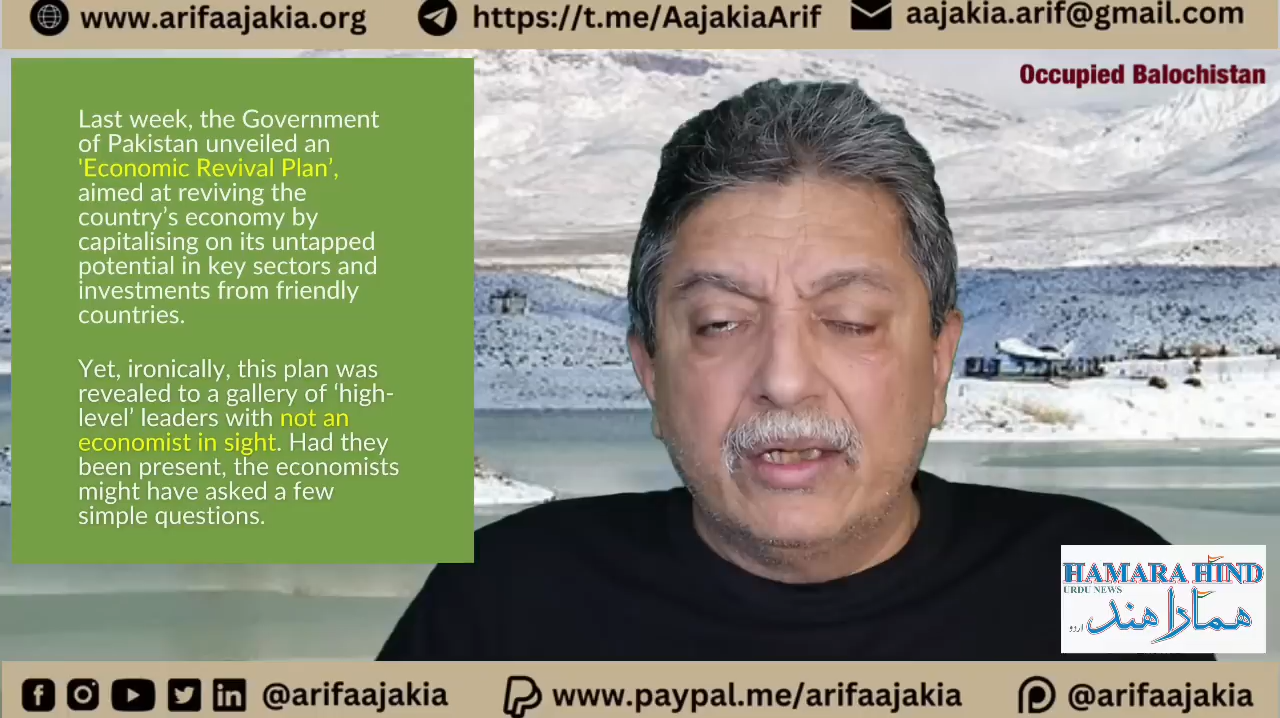 www.arifaajakia.org
https://t.me/AajakiaArif
aajakia.arif@gmail.com
Occupied Balochistan
Last week, the Government
of Pakistan unveiled an
'Economic Revival Plan’,
aimed at reviving the
country’s economy by
capitalising on its untapped
potential in key sectors and
investments from friendly
countries.
Yet, ironically, this plan was
revealed to a gallery of ‘high-
level’ leaders with not an
economist in sight. Had they
been present, the economists
might have asked a few
simple questions.
HAMARA HIND
URDU NEWS
ہمارا ہند
اردو
@arifaajakia
www.paypal.me/arifaajakia
@arifaajakia